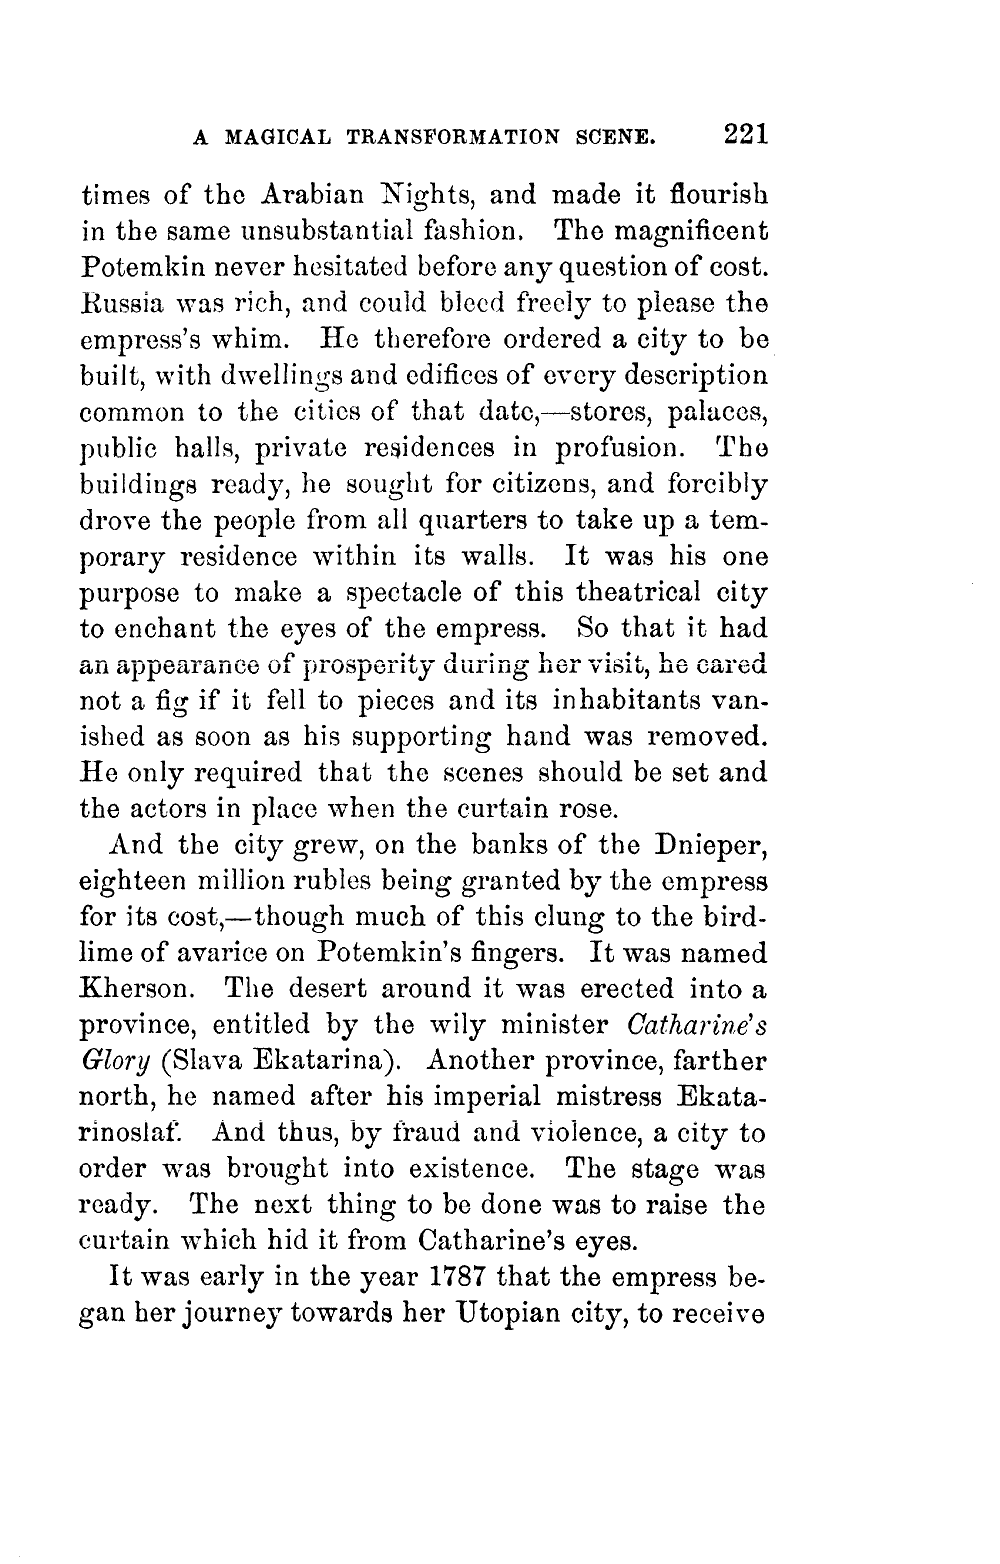 A MAGICAL TRANSFORMATION SCENE. 221
times of the Arabian Nights, and made it flourish
in the same unsubstantial fashion. The magnificent
Potemkin never hesitated before any question of cost.
Russia was rich, and could bleed freely to please the
empress's whim. He therefore ordered a city to be
built, with dwellings and edifices of every description
common to the cities of that date,—stores, palaces,
public halls, private residences in profusion. The
buildings ready, he sought for citizens, and forcibly
drove the people from all quarters to take up a tem-
porary residence within its walls. It was his one
purpose to make a spectacle of this theatrical city
to enchant the eyes of the empress. So that it had
an appearance of prosperity during her visit, he cared
not a fig if it fell to pieces and its inhabitants van-
ished as soon as his supporting hand was removed.
He only required that the scenes should be set and
the actors in place when the curtain rose.
And the city grew, on the banks of the Dnieper,
eighteen million rubles being granted by the empress
for its cost,—though much of this clung to the bird-
lime of avarice on Potemkin's fingers. It was named
Kherson. The desert around it was erected into a
province, entitled by the wily minister Catharine's
Glory (Slava Ekatarina). Another province, farther
north, he named after his imperial mistress Ekata-
rinoslaf. And thus, by fraud and violence, a city to
order was brought into existence. The stage was
ready. The next thing to be done was to raise the
curtain which hid it from Catharine's eyes.
It was early in the year 1787 that the empress be-
gan her journey towards her Utopian city, to receive